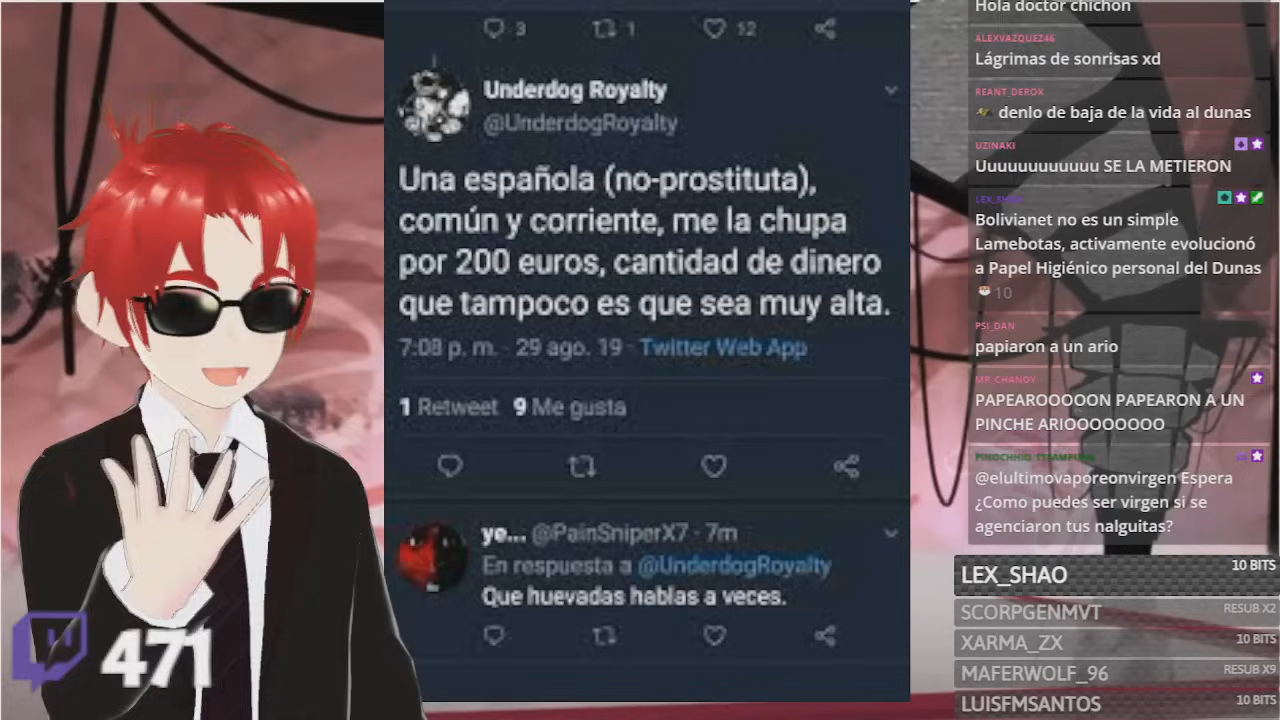 3 1 12
Underdog Royalty
@UnderdogRoyalty
Una española (no-prostituta),
común y corriente, me la chupa
por 200 euros, cantidad de dinero
que tampoco es que sea muy alta.
7:08 p. m. · 29 ago. 19 · Twitter Web App
1 Retweet 9 Me gusta
ye... @PainSniperX7 · 7m
En respuesta a @UnderdogRoyalty
Que huevadas hablas a veces.
471
Hola doctor chichon
ALEXVAZQUEZ46
Lágrimas de sonrisas xd
REANT_DEROX
denlo de baja de la vida al dunas
UZINAKI
Uuuuuuuuuuuu SE LA METIERON
LEX_SHAO
Bolivianet no es un simple
Lamebotas, activamente evolucionó
a Papel Higiénico personal del Dunas
10
PSI_DAN
papiaron a un ario
MR_CHANDY
PAPEAROOOOON PAPEARON A UN
PINCHE ARIOOOOOOOO
@elultimovaporeonvirgen Espera
¿Como puedes ser virgen si se
agenciaron tus nalguitas?
LEX_SHAO 10 BITS
SCORPGENMVT RESUB X2
XARMA_ZX 10 BITS
MAFERWOLF_96 RESUB X9
LUISFMSANTOS 10 BITS